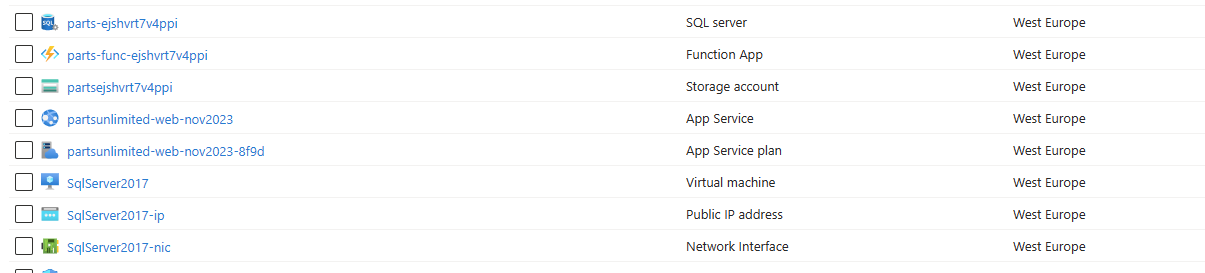 parts-ejshvrt7v4ppi SQL server West Europe
parts-func-ejshvrt7v4ppi Function App West Europe
partsejshvrt7v4ppi Storage account West Europe
partsunlimited-web-nov2023 App Service West Europe
partsunlimited-web-nov2023-8f9d App Service plan West Europe
SqlServer2017 Virtual machine West Europe
SqlServer2017-ip Public IP address West Europe
SqlServer2017-nic Network Interface West Europe